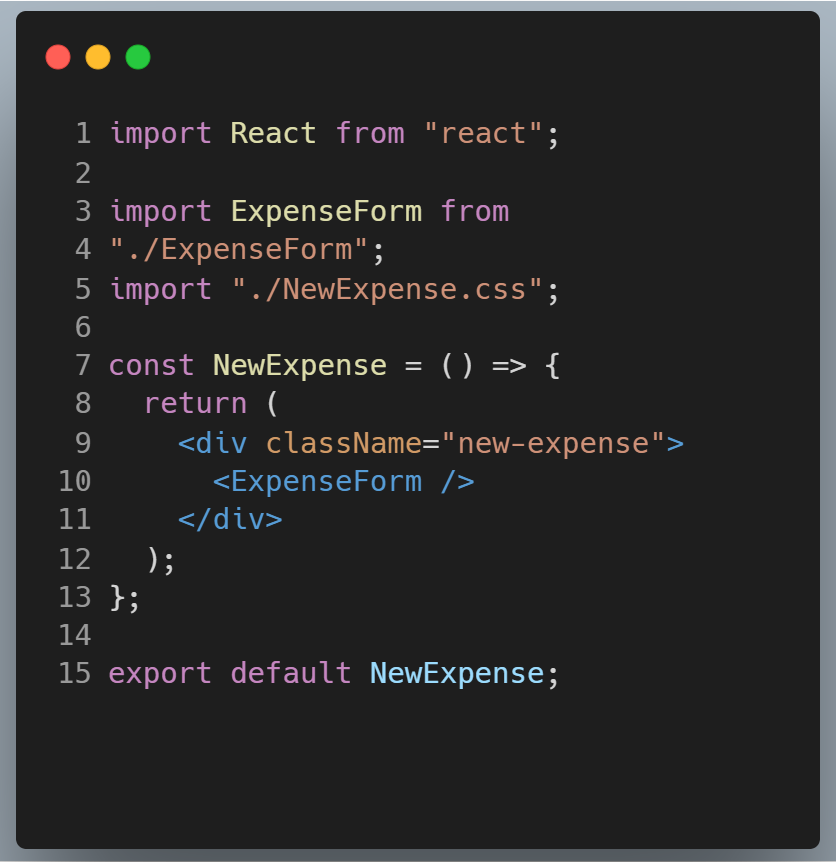 1 import React from "react";
2
3 import ExpenseForm from
4 "./ExpenseForm";
5 import "./NewExpense.css";
6
7 const NewExpense = () => {
8   return (
9     <div className="new-expense">
10       <ExpenseForm />
11     </div>
12   );
13 };
14
15 export default NewExpense;